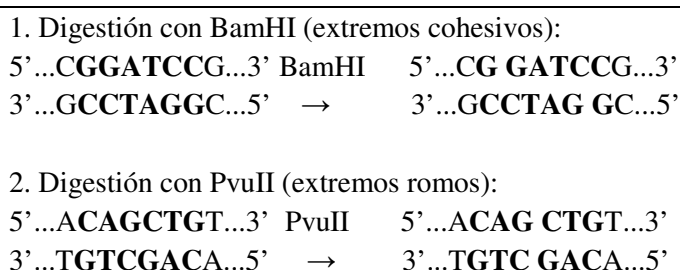 1. Digestión con BamHI (extremos cohesivos):
5’...CGGATCCG...3’ BamHI 5’...CG GATCCG...3’
3’...GCCTAGGC...5’ → 3’...GCCTAG GC...5’
2. Digestión con PvuII (extremos romos):
5’...ACAGCTGT...3’ PvuII 5’...ACAG CTGT...3’
3’...TGTCGACA...5’ → 3’...TGTC GACA...5’